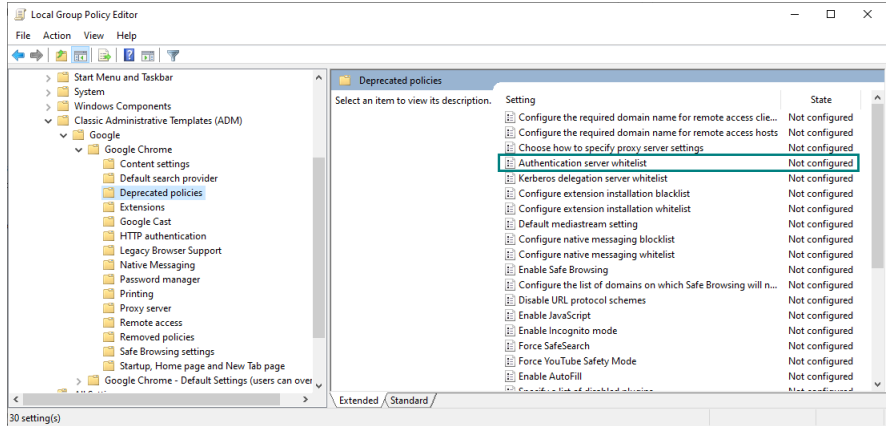 Local Group Policy Editor
File Action View Help
Start Menu and Taskbar
System
Windows Components
Classic Administrative Templates (ADM)
Google
Google Chrome
Content settings
Default search provider
Deprecated policies
Extensions
Google Cast
HTTP authentication
Legacy Browser Support
Native Messaging
Password manager
Printing
Proxy server
Remote access
Removed policies
Safe Browsing settings
Startup, Home page and New Tab page
Google Chrome - Default Settings (users can over
Deprecated policies
Select an item to view its description.
Setting State
Configure the required domain name for remote access clie... Not configured
Configure the required domain name for remote access hosts Not configured
Choose how to specify proxy server settings Not configured
Authentication server whitelist Not configured
Kerberos delegation server whitelist Not configured
Configure extension installation blacklist Not configured
Configure extension installation whitelist Not configured
Default mediastream setting Not configured
Configure native messaging blocklist Not configured
Configure native messaging whitelist Not configured
Enable Safe Browsing Not configured
Configure the list of domains on which Safe Browsing will n... Not configured
Disable URL protocol schemes Not configured
Enable JavaScript Not configured
Enable Incognito mode Not configured
Force SafeSearch Not configured
Force YouTube Safety Mode Not configured
Enable AutoFill Not configured
Extended Standard
30 setting(s)